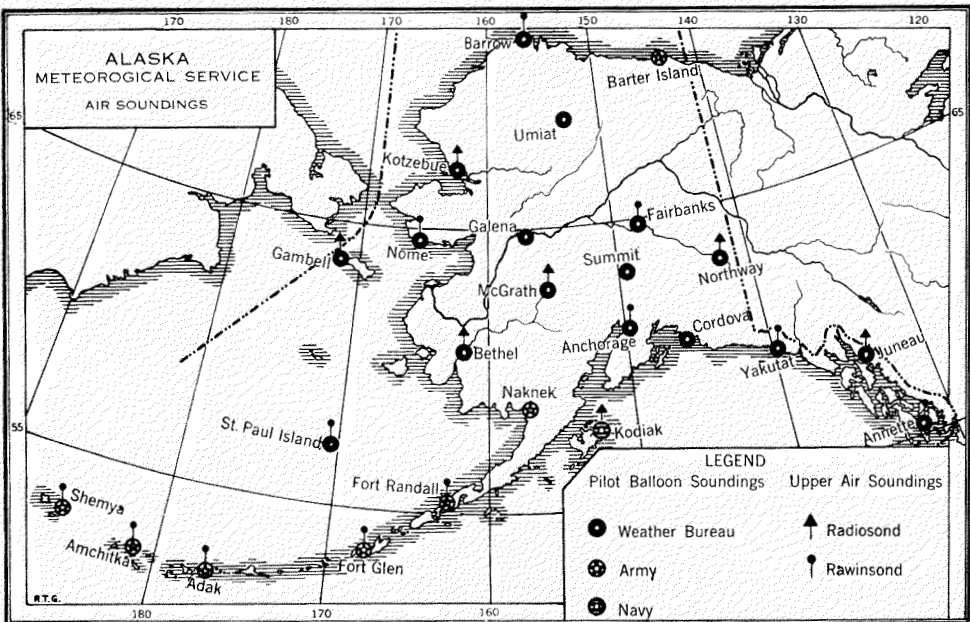 170
180
170
160
150
140
130
120
ALASKA
METEOROGICAL SERVICE
AIR SOUNDINGS
Barrow
Barter Island
65
65
Umiat
Kotzebue
Galena
Fairbanks
Nome
Gambell
Summit
Northway
McGrath
Cordova
Anchorage
Bethel
Yakutat
Juneau
Naknek
St. Paul Island
Kodiak
Annette
55
Fort Randall
Shemya
Amchitka
Adak
Fort Glen
LEGEND
Pilot Balloon Soundings Upper Air Soundings
Weather Bureau Radiosond
Army Rawinsond
Navy
R.T.G.
180
170
160